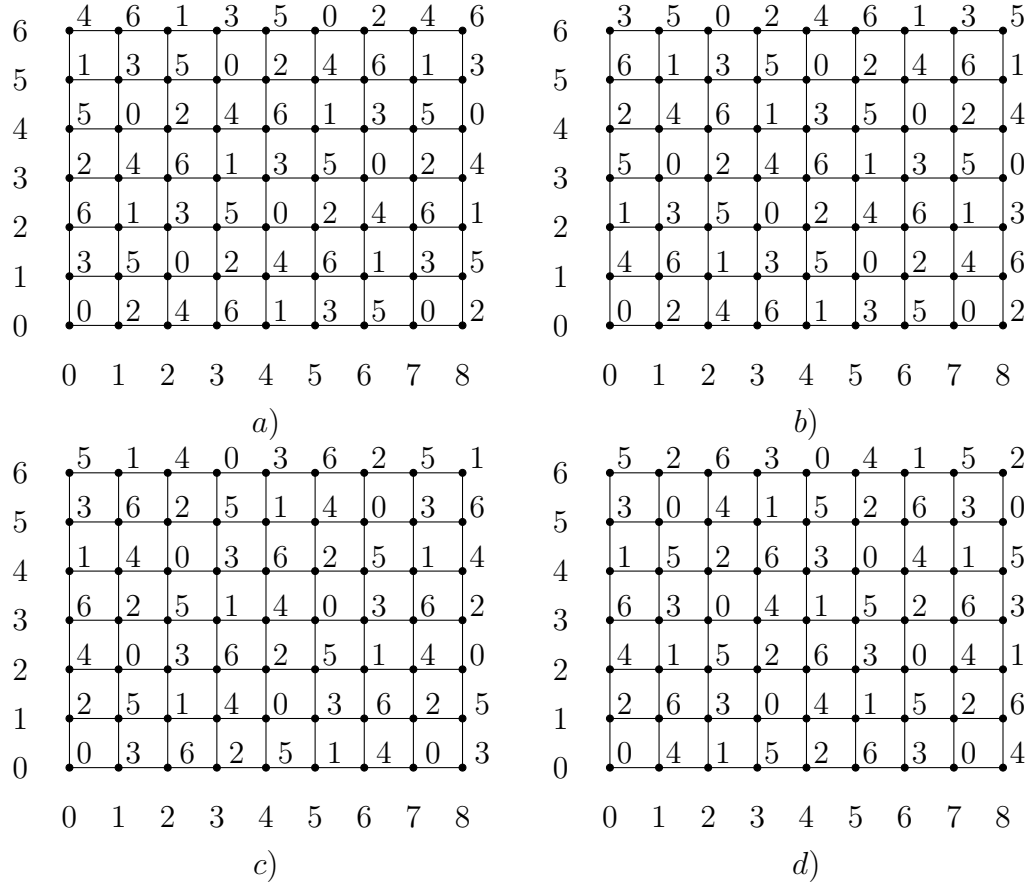 6 4 6 1 3 5 0 2 4 6
5 1 3 5 0 2 4 6 1 3
4 5 0 2 4 6 1 3 5 0
3 2 4 6 1 3 5 0 2 4
2 6 1 3 5 0 2 4 6 1
1 3 5 0 2 4 6 1 3 5
0 0 2 4 6 1 3 5 0 2
0 1 2 3 4 5 6 7 8
a)
6 3 5 0 2 4 6 1 3 5
5 6 1 3 5 0 2 4 6 1
4 2 4 6 1 3 5 0 2 4
3 5 0 2 4 6 1 3 5 0
2 1 3 5 0 2 4 6 1 3
1 4 6 1 3 5 0 2 4 6
0 0 2 4 6 1 3 5 0 2
0 1 2 3 4 5 6 7 8
b)
6 5 1 4 0 3 6 2 5 1
5 3 6 2 5 1 4 0 3 6
4 1 4 0 3 6 2 5 1 4
3 6 2 5 1 4 0 3 6 2
2 4 0 3 6 2 5 1 4 0
1 2 5 1 4 0 3 6 2 5
0 0 3 6 2 5 1 4 0 3
0 1 2 3 4 5 6 7 8
c)
6 5 2 6 3 0 4 1 5 2
5 3 0 4 1 5 2 6 3 0
4 1 5 2 6 3 0 4 1 5
3 6 3 0 4 1 5 2 6 3
2 4 1 5 2 6 3 0 4 1
1 2 6 3 0 4 1 5 2 6
0 0 4 1 5 2 6 3 0 4
0 1 2 3 4 5 6 7 8
d)